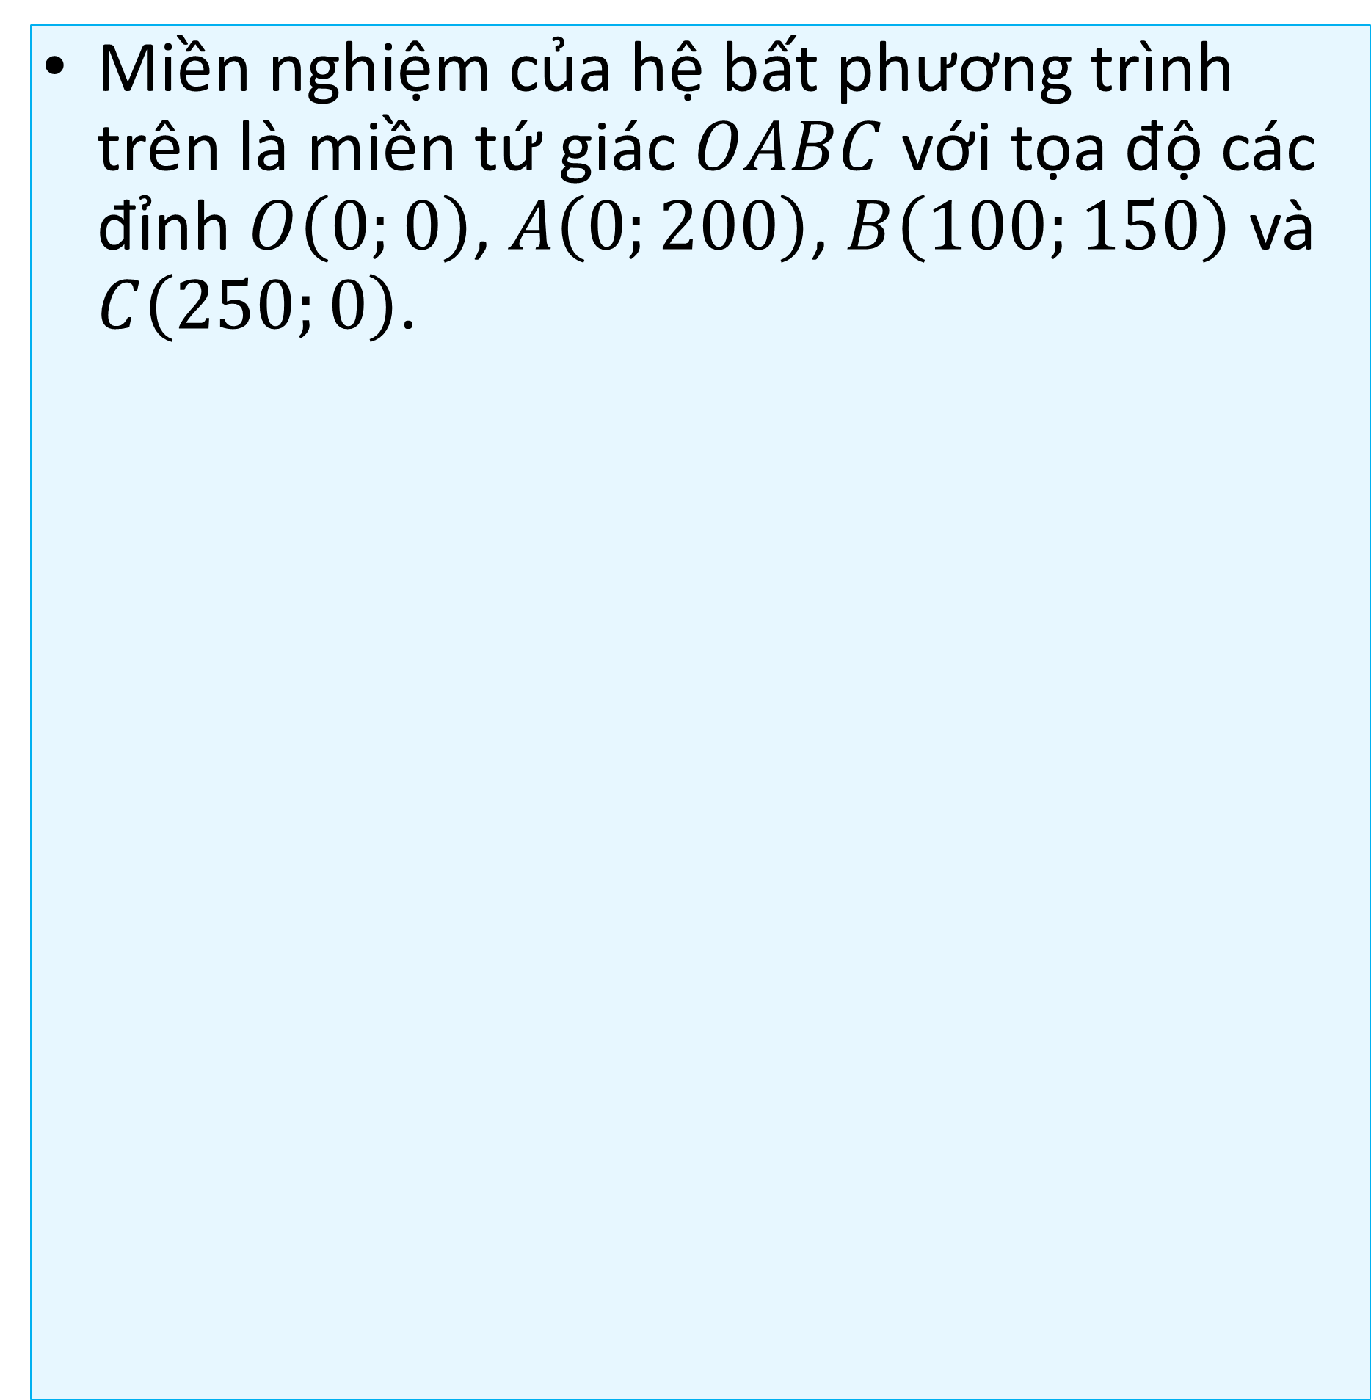 • Miền nghiệm của hệ bất phương trình
trên là miền tứ giác OABC với tọa độ các
đỉnh O(0; 0), A(0; 200), B(100; 150) và
C(250; 0).